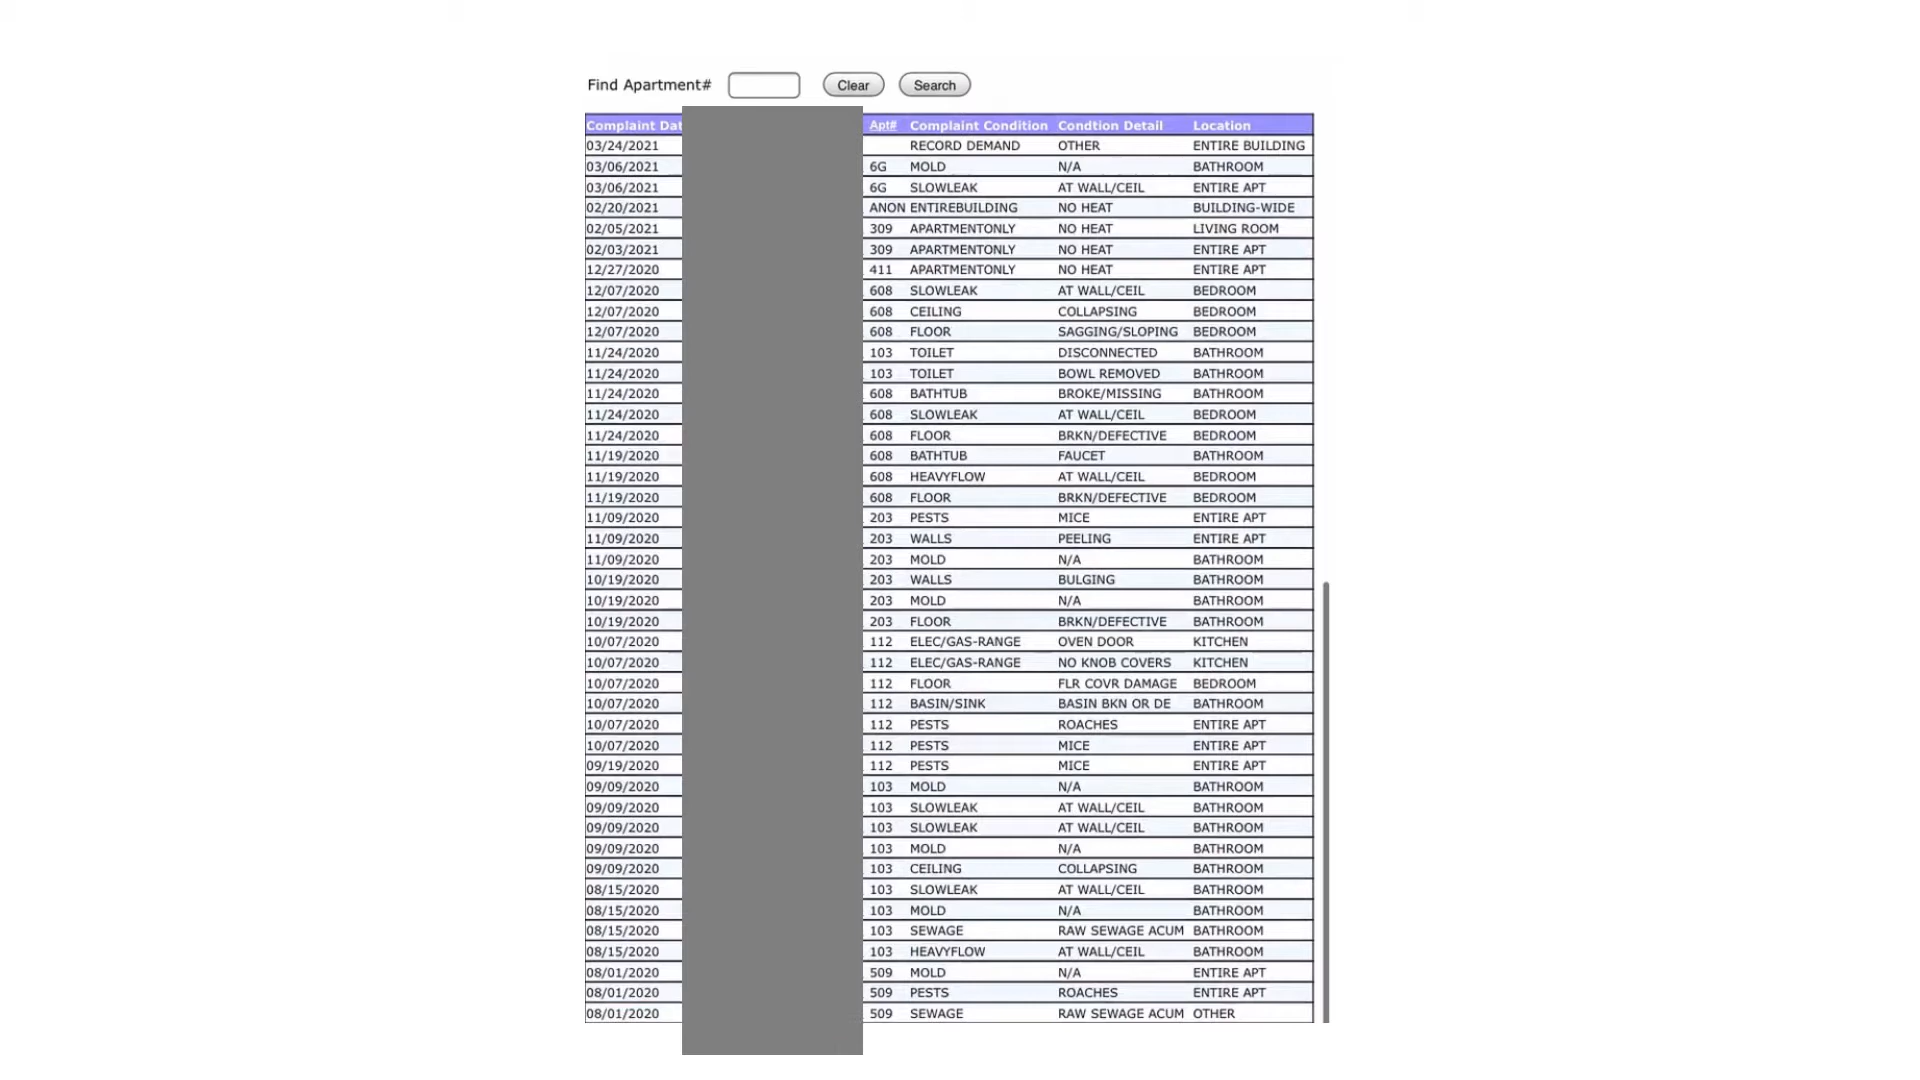 Find Apartment# Clear Search
Complaint Dat Apt# Complaint Condition Condtion Detail Location
03/24/2021 RECORD DEMAND OTHER ENTIRE BUILDING
03/06/2021 6G MOLD N/A BATHROOM
03/06/2021 6G SLOWLEAK AT WALL/CEIL ENTIRE APT
02/20/2021 ANON ENTIREBUILDING NO HEAT BUILDING-WIDE
02/05/2021 309 APARTMENTONLY NO HEAT LIVING ROOM
02/03/2021 309 APARTMENTONLY NO HEAT ENTIRE APT
12/27/2020 411 APARTMENTONLY NO HEAT ENTIRE APT
12/07/2020 608 SLOWLEAK AT WALL/CEIL BEDROOM
12/07/2020 608 CEILING COLLAPSING BEDROOM
12/07/2020 608 FLOOR SAGGING/SLOPING BEDROOM
11/24/2020 103 TOILET DISCONNECTED BATHROOM
11/24/2020 103 TOILET BOWL REMOVED BATHROOM
11/24/2020 608 BATHTUB BROKE/MISSING BATHROOM
11/24/2020 608 SLOWLEAK AT WALL/CEIL BEDROOM
11/24/2020 608 FLOOR BRKN/DEFECTIVE BEDROOM
11/19/2020 608 BATHTUB FAUCET BATHROOM
11/19/2020 608 HEAVYFLOW AT WALL/CEIL BEDROOM
11/19/2020 608 FLOOR BRKN/DEFECTIVE BEDROOM
11/09/2020 203 PESTS MICE ENTIRE APT
11/09/2020 203 WALLS PEELING ENTIRE APT
11/09/2020 203 MOLD N/A BATHROOM
10/19/2020 203 WALLS BULGING BATHROOM
10/19/2020 203 MOLD N/A BATHROOM
10/19/2020 203 FLOOR BRKN/DEFECTIVE BATHROOM
10/07/2020 112 ELEC/GAS-RANGE OVEN DOOR KITCHEN
10/07/2020 112 ELEC/GAS-RANGE NO KNOB COVERS KITCHEN
10/07/2020 112 FLOOR FLR COVR DAMAGE BEDROOM
10/07/2020 112 BASIN/SINK BASIN BKN OR DE BATHROOM
10/07/2020 112 PESTS ROACHES ENTIRE APT
10/07/2020 112 PESTS MICE ENTIRE APT
09/19/2020 112 PESTS MICE ENTIRE APT
09/09/2020 103 MOLD N/A BATHROOM
09/09/2020 103 SLOWLEAK AT WALL/CEIL BATHROOM
09/09/2020 103 SLOWLEAK AT WALL/CEIL BATHROOM
09/09/2020 103 MOLD N/A BATHROOM
09/09/2020 103 CEILING COLLAPSING BATHROOM
08/15/2020 103 SLOWLEAK AT WALL/CEIL BATHROOM
08/15/2020 103 MOLD N/A BATHROOM
08/15/2020 103 SEWAGE RAW SEWAGE ACUM BATHROOM
08/15/2020 103 HEAVYFLOW AT WALL/CEIL BATHROOM
08/01/2020 509 MOLD N/A ENTIRE APT
08/01/2020 509 PESTS ROACHES ENTIRE APT
08/01/2020 509 SEWAGE RAW SEWAGE ACUM OTHER